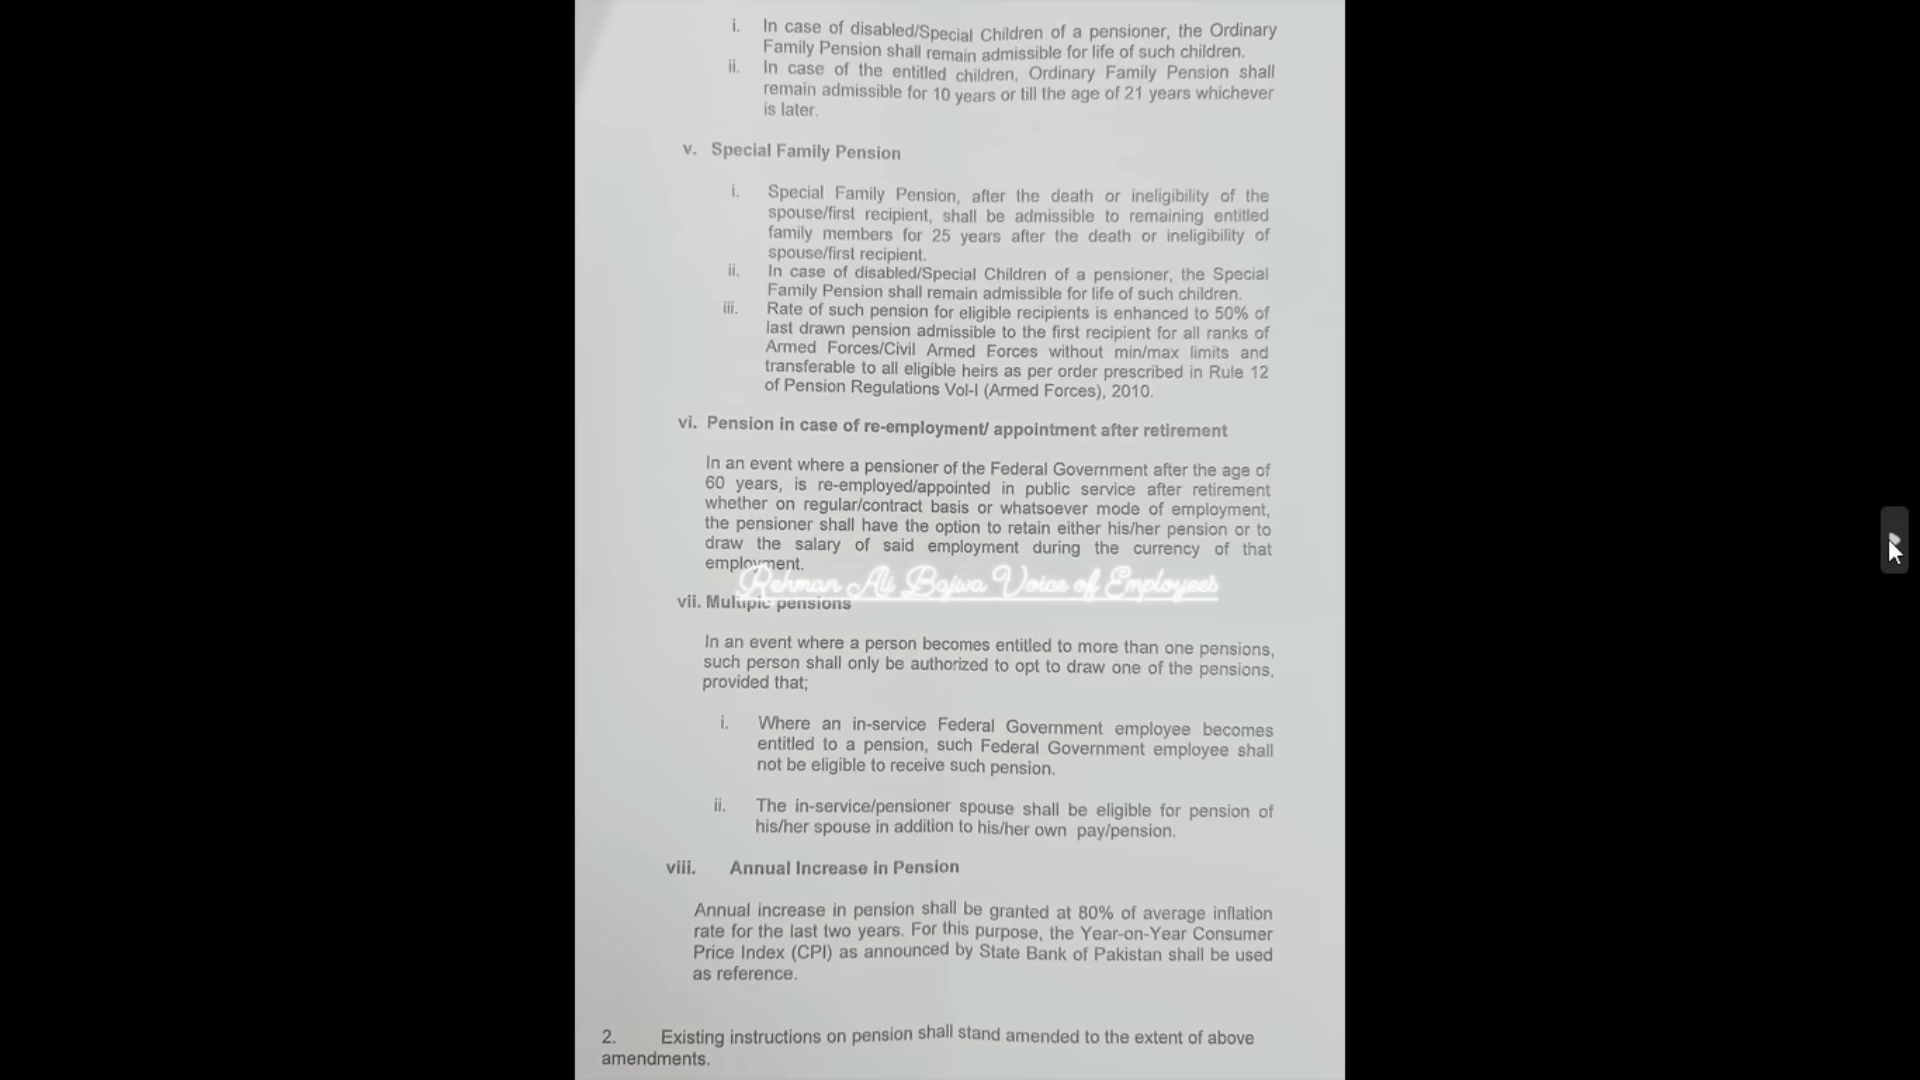 i. In case of disabled/Special Children of a pensioner, the Ordinary
Family Pension shall remain admissible for life of such children.
ii. In case of the entitled children, Ordinary Family Pension shall
remain admissible for 10 years or till the age of 21 years whichever
is later.
v. Special Family Pension
i. Special Family Pension, after the death or ineligibility of the
spouse/first recipient, shall be admissible to remaining entitled
family members for 25 years after the death or ineligibility of
spouse/first recipient.
ii. In case of disabled/Special Children of a pensioner, the Special
Family Pension shall remain admissible for life of such children.
iii. Rate of such pension for eligible recipients is enhanced to 50% of
last drawn pension admissible to the first recipient for all ranks of
Armed Forces/Civil Armed Forces without min/max limits and
transferable to all eligible heirs as per order prescribed in Rule 12
of Pension Regulations Vol-I (Armed Forces), 2010.
vi. Pension in case of re-employment/ appointment after retirement
In an event where a pensioner of the Federal Government after the age of
60 years, is re-employed/appointed in public service after retirement
whether on regular/contract basis or whatsoever mode of employment,
the pensioner shall have the option to retain either his/her pension or to
draw the salary of said employment during the currency of that
employment.
Rehman Ali Bajwa Voice of Employees
vii. Multiple pensions
In an event where a person becomes entitled to more than one pensions,
such person shall only be authorized to opt to draw one of the pensions,
provided that;
i. Where an in-service Federal Government employee becomes
entitled to a pension, such Federal Government employee shall
not be eligible to receive such pension.
ii. The in-service/pensioner spouse shall be eligible for pension of
his/her spouse in addition to his/her own pay/pension.
viii. Annual Increase in Pension
Annual increase in pension shall be granted at 80% of average inflation
rate for the last two years. For this purpose, the Year-on-Year Consumer
Price Index (CPI) as announced by State Bank of Pakistan shall be used
as reference.
2. Existing instructions on pension shall stand amended to the extent of above
amendments.